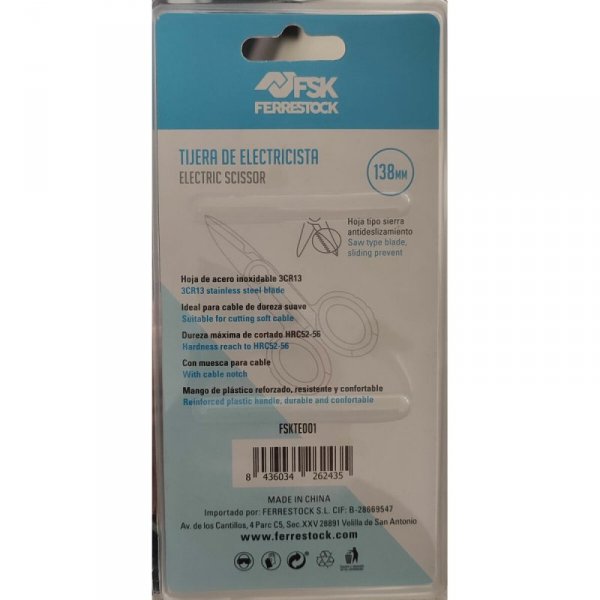 FSK
FERRESTOCK
TIJERA DE ELECTRICISTA
ELECTRIC SCISSOR
138MM
Hoja tipo sierra
antideslizamiento
Saw type blade,
sliding prevent
Hoja de acero inoxidable 3CR13
3CR13 stainless steel blade
Ideal para cable de dureza suave
Suitable for cutting soft cable
Dureza máxima de cortado HRC52-56
Hardness reach to HRC52-56
Con muesca para cable
With cable notch
Mango de plástico reforzado, resistente y confortable
Reinforced plastic hundle, durable and confortable
FSKTE001
8 436034 262435
MADE IN CHINA
Importado por: FERRESTOCK S.L. CIF: B-28669547
Av. de los Cantillos, 4 Parc C5, Sec. XXV 28891 Velilla de San Antonio
www.ferrestock.com